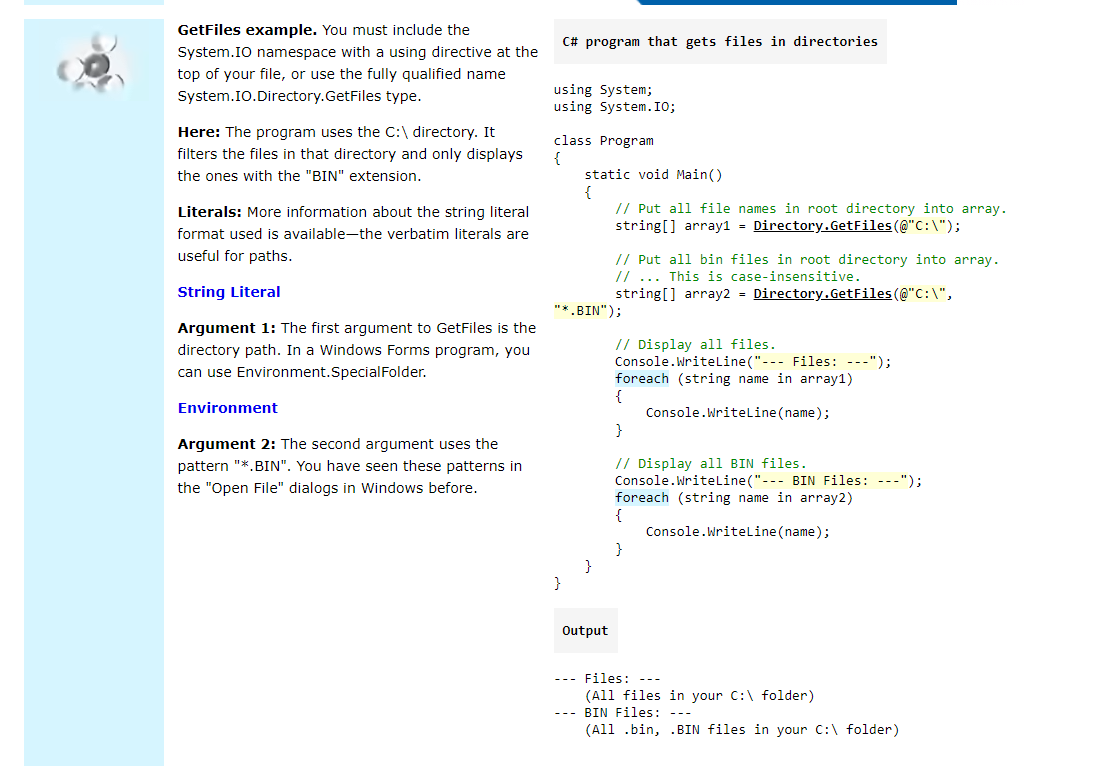 GetFiles example. You must include the
System.IO namespace with a using directive at the
top of your file, or use the fully qualified name
System.IO.Directory.GetFiles type.
Here: The program uses the C:\ directory. It
filters the files in that directory and only displays
the ones with the "BIN" extension.
Literals: More information about the string literal
format used is available—the verbatim literals are
useful for paths.
String Literal
Argument 1: The first argument to GetFiles is the
directory path. In a Windows Forms program, you
can use Environment.SpecialFolder.
Environment
Argument 2: The second argument uses the
pattern "*.BIN". You have seen these patterns in
the "Open File" dialogs in Windows before.
C# program that gets files in directories
using System;
using System.IO;
class Program
{
    static void Main()
    {
        // Put all file names in root directory into array.
        string[] array1 = Directory.GetFiles(@"C:\");
        // Put all bin files in root directory into array.
        // ... This is case-insensitive.
        string[] array2 = Directory.GetFiles(@"C:\",
"*.BIN");
        // Display all files.
        Console.WriteLine("--- Files: ---");
        foreach (string name in array1)
        {
            Console.WriteLine(name);
        }
        // Display all BIN files.
        Console.WriteLine("--- BIN Files: ---");
        foreach (string name in array2)
        {
            Console.WriteLine(name);
        }
    }
}
Output
--- Files: ---
    (All files in your C:\ folder)
--- BIN Files: ---
    (All .bin, .BIN files in your C:\ folder)